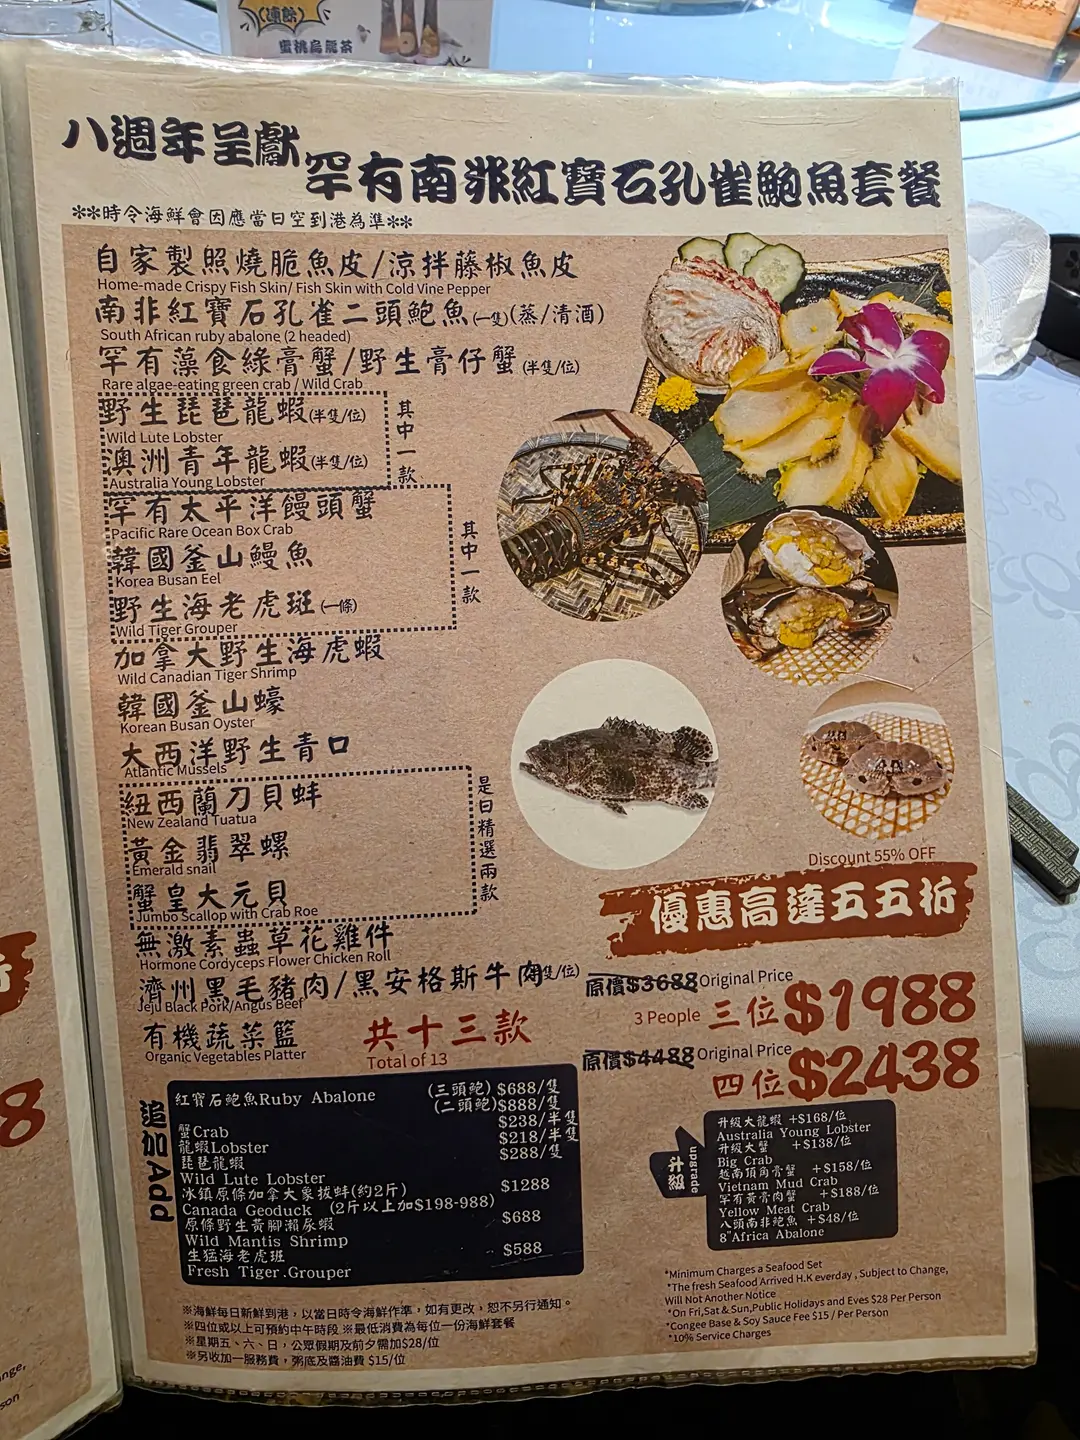 (凍飲)
蜜桃烏龍茶
八週年呈獻
罕有南非紅寶石孔雀鮑魚套餐
**時令海鮮會因應當日空到港為準**
自家製照燒脆魚皮/涼拌藤椒魚皮
Home-made Crispy Fish Skin/ Fish Skin with Cold Vine Pepper
南非紅寶石孔雀二頭鮑魚(一隻)(蒸/清酒)
South African ruby abalone (2 headed)
罕有藻食綠膏蟹/野生膏仔蟹(半隻/位)
Rare algae-eating green crab / Wild Crab
野生琵琶龍蝦(半隻/位)
Wild Lute Lobster
澳洲青年龍蝦(半隻/位)
Australia Young Lobster
其中一款
罕有太平洋饅頭蟹
Pacific Rare Ocean Box Crab
韓國釜山鰻魚
Korea Busan Eel
野生海老虎斑(一條)
Wild Tiger Grouper
其中一款
加拿大野生海虎蝦
Wild Canadian Tiger Shrimp
韓國釜山蠔
Korean Busan Oyster
大西洋野生青口
Atlantic Mussels
紐西蘭刀貝蚌
New Zealand Tuatua
黃金翡翠螺
Emerald snail
蟹皇大元貝
Jumbo Scallop with Crab Roe
是日精選兩款
無激素蟲草花雞件
Hormone Cordyceps Flower Chicken Roll
濟州黑毛豬肉/黑安格斯牛肉(隻/位)
Jeju Black Pork/Angus Beef
有機蔬菜籃
Organic Vegetables Platter
共十三款
Total of 13
Discount 55% OFF
優惠高達五五折
原價$3688 Original Price
3 People 三位$1988
原價$4488 Original Price
四位$2438
追加Add
紅寶石鮑魚Ruby Abalone (三頭鮑) $688/隻
(二頭鮑)$888/隻
蟹Crab $238/半隻
龍蝦Lobster $218/半隻
琵琶龍蝦 $288/隻
Wild Lute Lobster
冰鎮原條加拿大象拔蚌(約2斤) $1288
Canada Geoduck (2斤以上加$198-988)
原條野生黃腳瀨尿蝦 $688
Wild Mantis Shrimp
生猛海老虎班 $588
Fresh Tiger.Grouper
升級 upgrade
升級大龍蝦 +$168/位
Australia Young Lobster
升級大蟹 +$138/位
Big Crab
越南頂角膏蟹 +$158/位
Vietnam Mud Crab
罕有黃膏肉蟹 +$188/位
Yellow Meat Crab
八頭南非鮑魚 +$48/位
8"Africa Abalone
※海鮮每日新鮮到港，以當日時令海鮮作準，如有更改，恕不另行通知。
※四位或以上可預約中午時段 ※最低消費為每位一份海鮮套餐
※星期五、六、日，公眾假期及前夕需加$28/位
※另收加一服務費，粥底及醬油費 $15/位
*Minimum Charges a Seafood Set
*The fresh Seafood Arrived H.K everday , Subject to Change,
Will Not Another Notice
*On Fri,Sat & Sun,Public Holidays and Eves $28 Per Person
*Congee Base & Soy Sauce Fee $15 / Per Person
*10% Service Charges